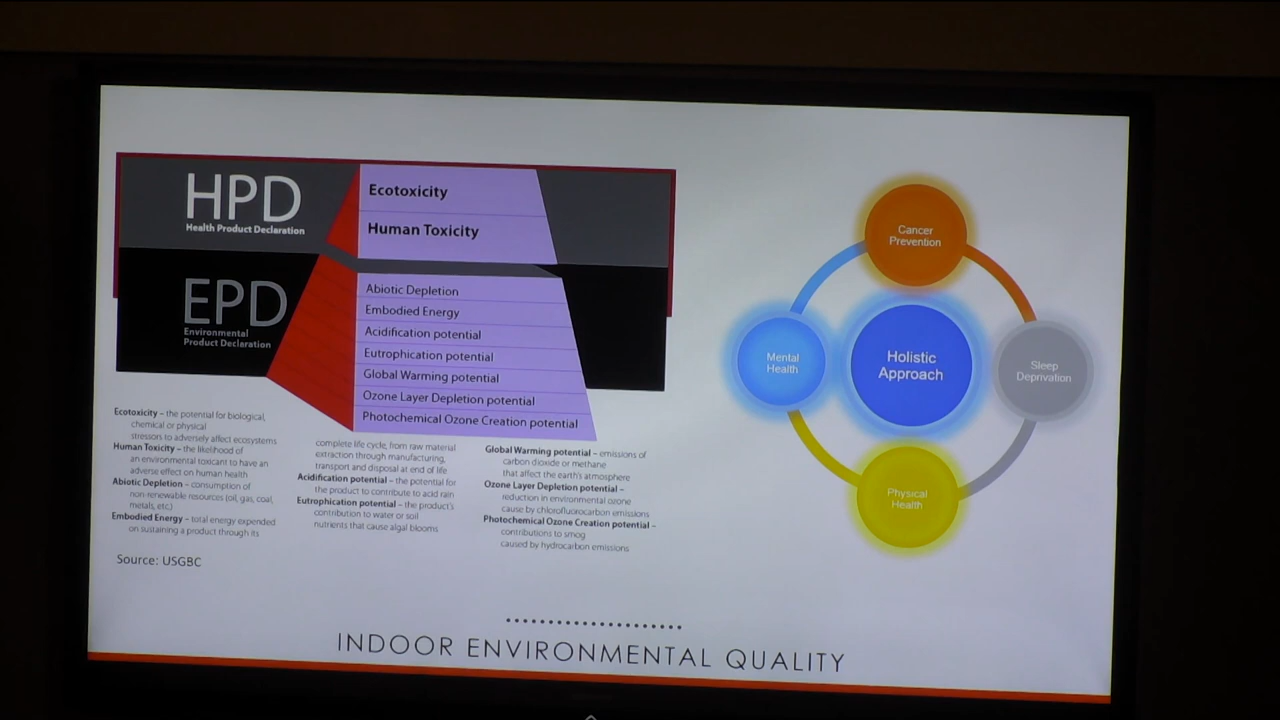 HPD
Health Product Declaration
Ecotoxicity
Human Toxicity
EPD
Environmental
Product Declaration
Abiotic Depletion
Embodied Energy
Acidification potential
Eutrophication potential
Global Warming potential
Ozone Layer Depletion potential
Photochemical Ozone Creation potential
Ecotoxicity – the potential for biological,
chemical or physical
stressors to adversely affect ecosystems
Human Toxicity – the likelihood of
an environmental toxicant to have an
adverse effect on human health
Abiotic Depletion – consumption of
non-renewable resources (oil, gas, coal,
metals, etc.)
Embodied Energy – total energy expended
on sustaining a product through its
complete life cycle, from raw material
extraction through manufacturing,
transport and disposal at end of life
Acidification potential – the potential for
the product to contribute to acid rain
Eutrophication potential – the product's
contribution to water or soil
nutrients that cause algal blooms
Global Warming potential – emissions of
carbon dioxide or methane
that affect the earth's atmosphere
Ozone Layer Depletion potential –
reduction in environmental ozone
cause by chlorofluorocarbon emissions
Photochemical Ozone Creation potential –
contributions to smog
caused by hydrocarbon emissions
Source: USGBC
Cancer
Prevention
Mental
Health
Holistic
Approach
Sleep
Deprivation
Physical
Health
INDOOR ENVIRONMENTAL QUALITY